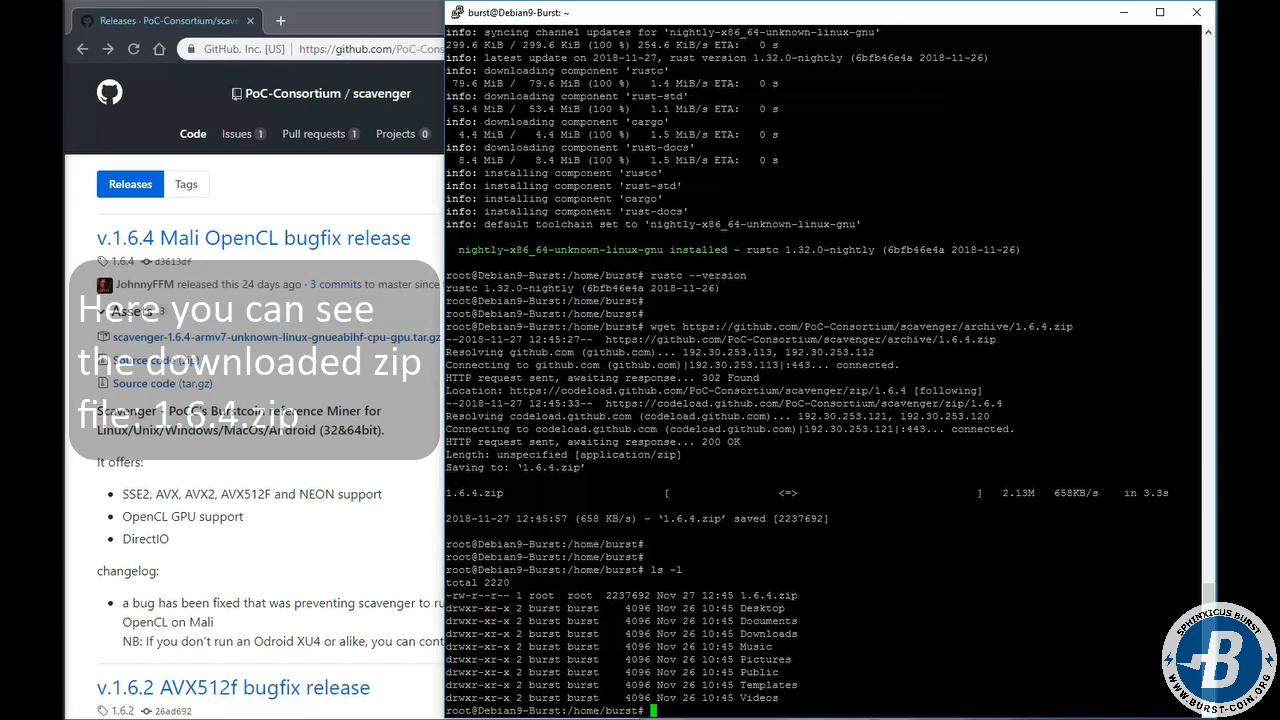 Releases · PoC-Consortium/scave
GitHub, Inc. [US]
https://github.com/PoC-Cons
PoC-Consortium / scavenger
Code Issues 1 Pull requests 1 Projects 0
Releases Tags
v.1.6.4 Mali OpenCL bugfix release
1.6.4 d3613df
JohnnyFFM released this 24 days ago · 3 commits to master since
Assets 3
scavenger-1.6.4-armv7-unknown-linux-gnueabihf-cpu-gpu.tar.gz
Source code (zip)
Source code (tar.gz)
Scavenger - PoCC's Burstcoin reference Miner for
Linux/Unix/Windows/MacOs/Android (32&64bit).
Here you can see
the downloaded zip
file: 1.6.4.zip
It offers:
SSE2, AVX, AVX2, AVX512F and NEON support
OpenCL GPU support
DirectIO
changelog:
a bug has been fixed that was preventing scavenger to ru
OpenCL on Mali
NB: If you don't run an Odroid XU4 or alike, you can cont
v.1.6.2 AVX512f bugfix release
1.6.2 26ad692
burst@Debian9-Burst: ~
info: syncing channel updates for 'nightly-x86_64-unknown-linux-gnu'
299.6 KiB / 299.6 KiB (100 %) 254.6 KiB/s ETA: 0 s
info: latest update on 2018-11-27, rust version 1.32.0-nightly (6bfb46e4a 2018-11-26)
info: downloading component 'rustc'
79.6 MiB / 79.6 MiB (100 %) 1.4 MiB/s ETA: 0 s
info: downloading component 'rust-std'
53.4 MiB / 53.4 MiB (100 %) 1.1 MiB/s ETA: 0 s
info: downloading component 'cargo'
4.4 MiB / 4.4 MiB (100 %) 1.5 MiB/s ETA: 0 s
info: downloading component 'rust-docs'
8.4 MiB / 8.4 MiB (100 %) 1.5 MiB/s ETA: 0 s
info: installing component 'rustc'
info: installing component 'rust-std'
info: installing component 'cargo'
info: installing component 'rust-docs'
info: default toolchain set to 'nightly-x86_64-unknown-linux-gnu'
nightly-x86_64-unknown-linux-gnu installed - rustc 1.32.0-nightly (6bfb46e4a 2018-11-26)
root@Debian9-Burst:/home/burst# rustc --version
rustc 1.32.0-nightly (6bfb46e4a 2018-11-26)
root@Debian9-Burst:/home/burst#
root@Debian9-Burst:/home/burst#
root@Debian9-Burst:/home/burst# wget https://github.com/PoC-Consortium/scavenger/archive/1.6.4.zip
--2018-11-27 12:45:27-- https://github.com/PoC-Consortium/scavenger/archive/1.6.4.zip
Resolving github.com (github.com)... 192.30.253.113, 192.30.253.112
Connecting to github.com (github.com)|192.30.253.113|:443... connected.
HTTP request sent, awaiting response... 302 Found
Location: https://codeload.github.com/PoC-Consortium/scavenger/zip/1.6.4 [following]
--2018-11-27 12:45:33-- https://codeload.github.com/PoC-Consortium/scavenger/zip/1.6.4
Resolving codeload.github.com (codeload.github.com)... 192.30.253.121, 192.30.253.120
Connecting to codeload.github.com (codeload.github.com)|192.30.253.121|:443... connected.
HTTP request sent, awaiting response... 200 OK
Length: unspecified [application/zip]
Saving to: ‘1.6.4.zip’
1.6.4.zip [ <=> ] 2.13M 658KB/s in 3.3s
2018-11-27 12:45:57 (658 KB/s) - ‘1.6.4.zip’ saved [2237692]
root@Debian9-Burst:/home/burst#
root@Debian9-Burst:/home/burst#
root@Debian9-Burst:/home/burst# ls -l
total 2220
-rw-r--r-- 1 root root 2237692 Nov 27 12:45 1.6.4.zip
drwxr-xr-x 2 burst burst 4096 Nov 26 10:45 Desktop
drwxr-xr-x 2 burst burst 4096 Nov 26 10:45 Documents
drwxr-xr-x 2 burst burst 4096 Nov 26 10:45 Downloads
drwxr-xr-x 2 burst burst 4096 Nov 26 10:45 Music
drwxr-xr-x 2 burst burst 4096 Nov 26 10:45 Pictures
drwxr-xr-x 2 burst burst 4096 Nov 26 10:45 Public
drwxr-xr-x 2 burst burst 4096 Nov 26 10:45 Templates
drwxr-xr-x 2 burst burst 4096 Nov 26 10:45 Videos
root@Debian9-Burst:/home/burst#
SPHINXICUS BURST